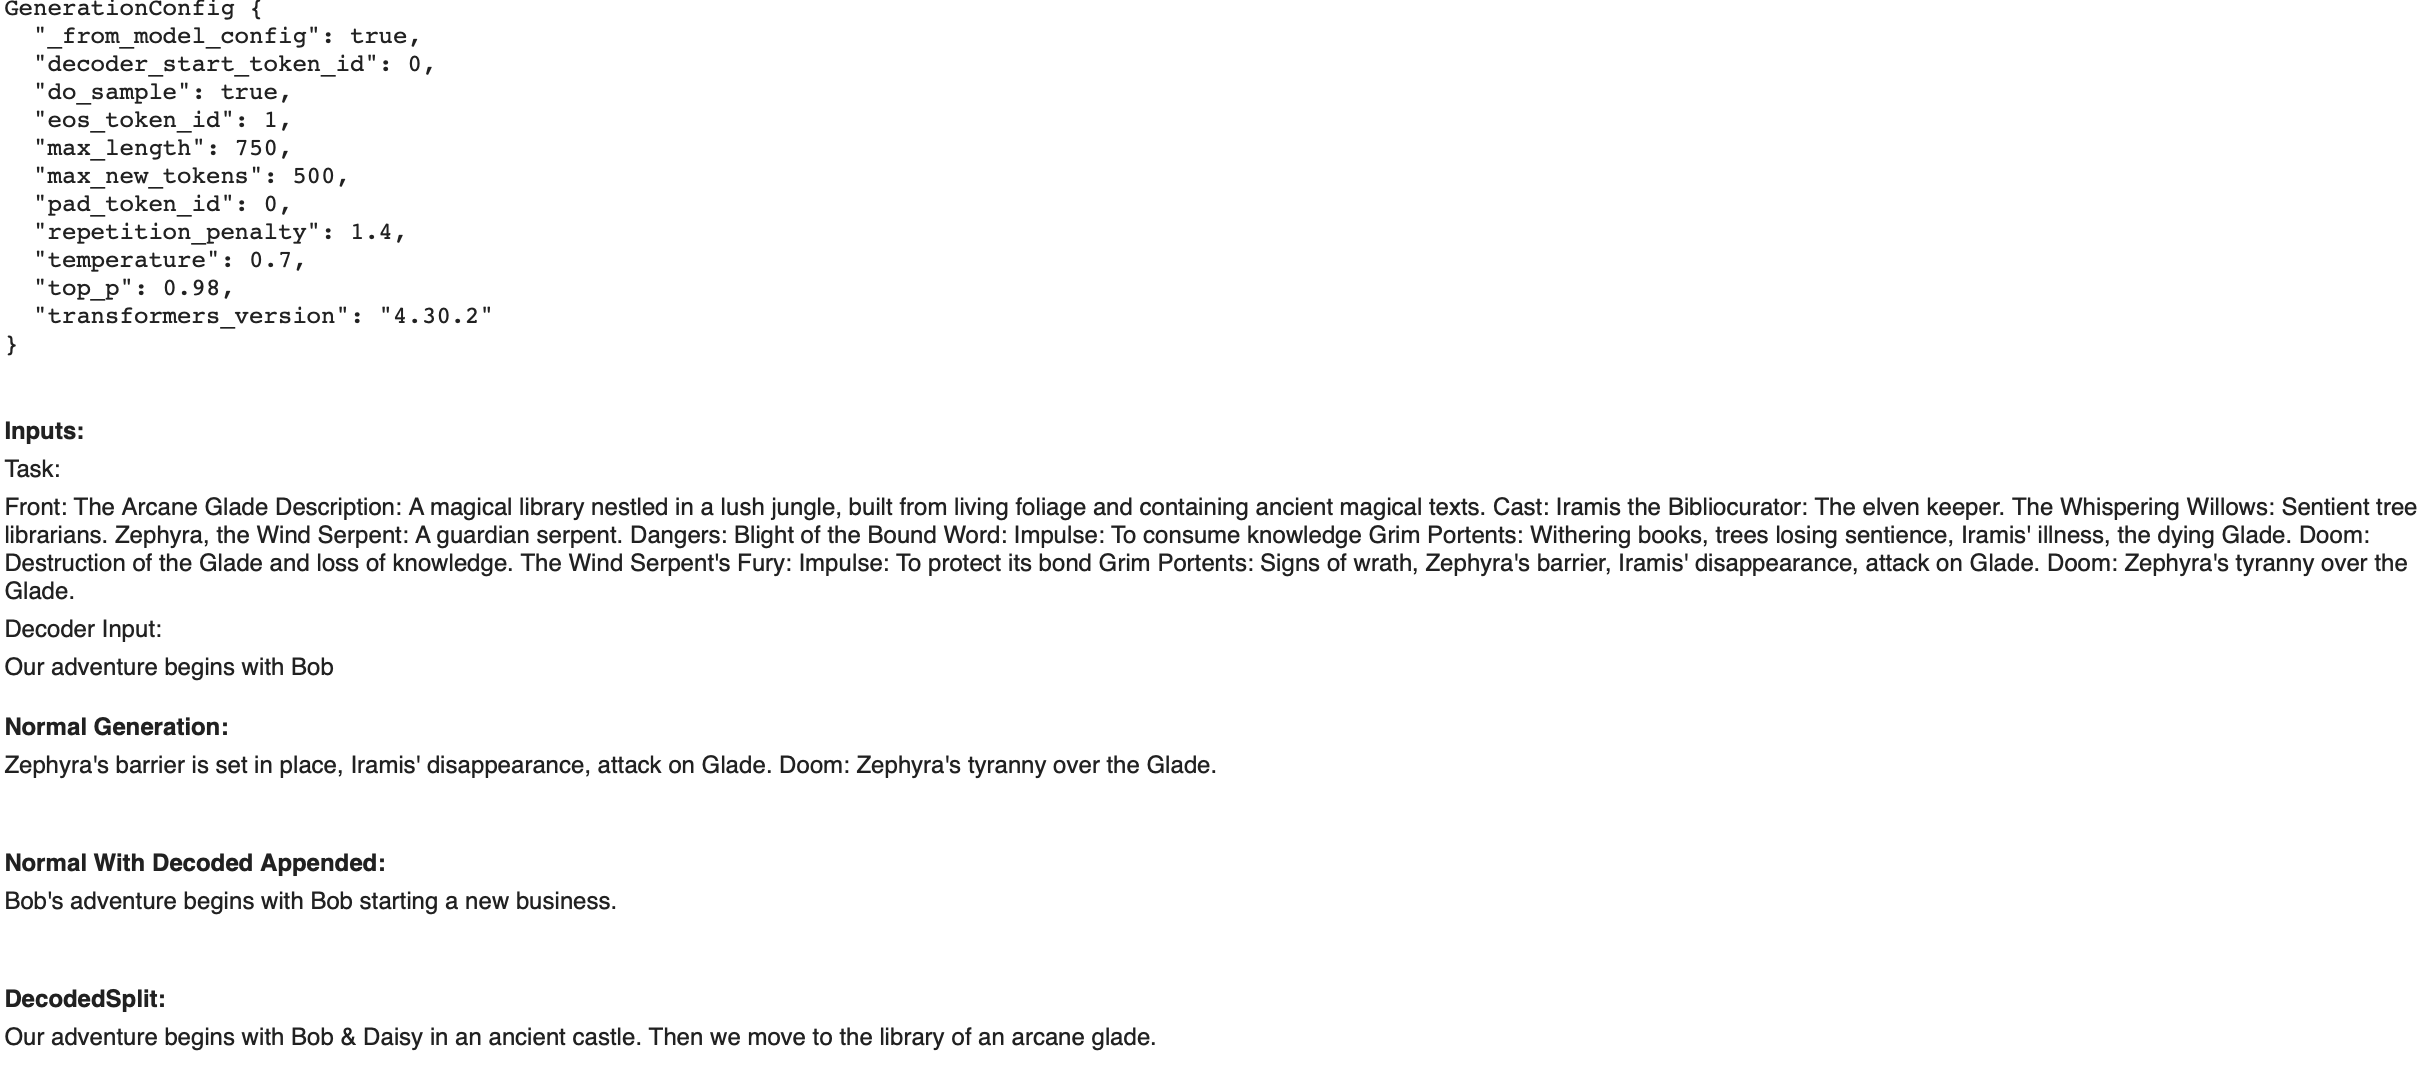 GenerationConfig {
  "_from_model_config": true,
  "decoder_start_token_id": 0,
  "do_sample": true,
  "eos_token_id": 1,
  "max_length": 750,
  "max_new_tokens": 500,
  "pad_token_id": 0,
  "repetition_penalty": 1.4,
  "temperature": 0.7,
  "top_p": 0.98,
  "transformers_version": "4.30.2"
}
Inputs:
Task:
Front: The Arcane Glade Description: A magical library nestled in a lush jungle, built from living foliage and containing ancient magical texts. Cast: Iramis the Bibliocurator: The elven keeper. The Whispering Willows: Sentient tree
librarians. Zephyra, the Wind Serpent: A guardian serpent. Dangers: Blight of the Bound Word: Impulse: To consume knowledge Grim Portents: Withering books, trees losing sentience, Iramis' illness, the dying Glade. Doom:
Destruction of the Glade and loss of knowledge. The Wind Serpent's Fury: Impulse: To protect its bond Grim Portents: Signs of wrath, Zephyra's barrier, Iramis' disappearance, attack on Glade. Doom: Zephyra's tyranny over the
Glade.
Decoder Input:
Our adventure begins with Bob
Normal Generation:
Zephyra's barrier is set in place, Iramis' disappearance, attack on Glade. Doom: Zephyra's tyranny over the Glade.
Normal With Decoded Appended:
Bob's adventure begins with Bob starting a new business.
DecodedSplit:
Our adventure begins with Bob & Daisy in an ancient castle. Then we move to the library of an arcane glade.